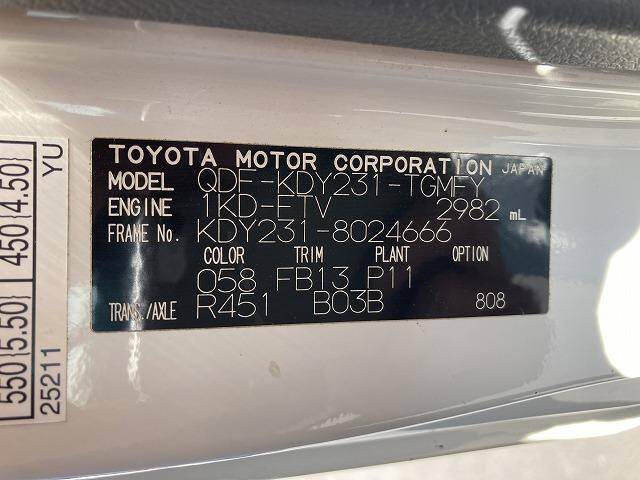 TOYOTA MOTOR CORPORATION JAPAN
MODEL QDF-KDY231-TGMFY
ENGINE 1KD-FTV 2982 mL
FRAME No. KDY231-8024666
COLOR TRIM PLANT OPTION
058 FB13 P11
TRANS./AXLE R451 B03B 808
YU
450 {4.50}
550 {5.50}
25211